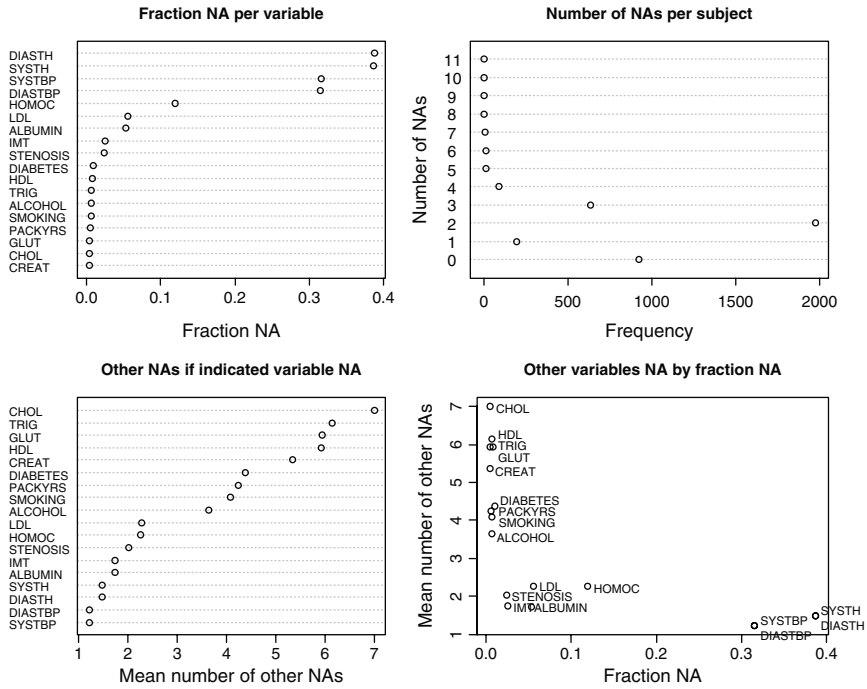 Fraction NA per variable
DIASTH
SYSTH
SYSTBP
DIASTBP
HOMOC
LDL
ALBUMIN
IMT
STENOSIS
DIABETES
HDL
TRIG
ALCOHOL
SMOKING
PACKYRS
GLUT
CHOL
CREAT
0.0 0.1 0.2 0.3 0.4
Fraction NA
Number of NAs per subject
Number of NAs
11
10
9
8
7
6
5
4
3
2
1
0
0 500 1000 1500 2000
Frequency
Other NAs if indicated variable NA
CHOL
TRIG
GLUT
HDL
CREAT
DIABETES
PACKYRS
SMOKING
ALCOHOL
LDL
HOMOC
STENOSIS
IMT
ALBUMIN
SYSTH
DIASTH
DIASTBP
SYSTBP
1 2 3 4 5 6 7
Mean number of other NAs
Other variables NA by fraction NA
Mean number of other NAs
7
6
5
4
3
2
1
CHOL
HDL
TRIG
GLUT
CREAT
DIABETES
PACKYRS
SMOKING
ALCOHOL
LDL
HOMOC
STENOSIS
IMT ALBUMIN
SYSTH
SYSTBP
DIASTH
DIASTBP
0.0 0.1 0.2 0.3 0.4
Fraction NA